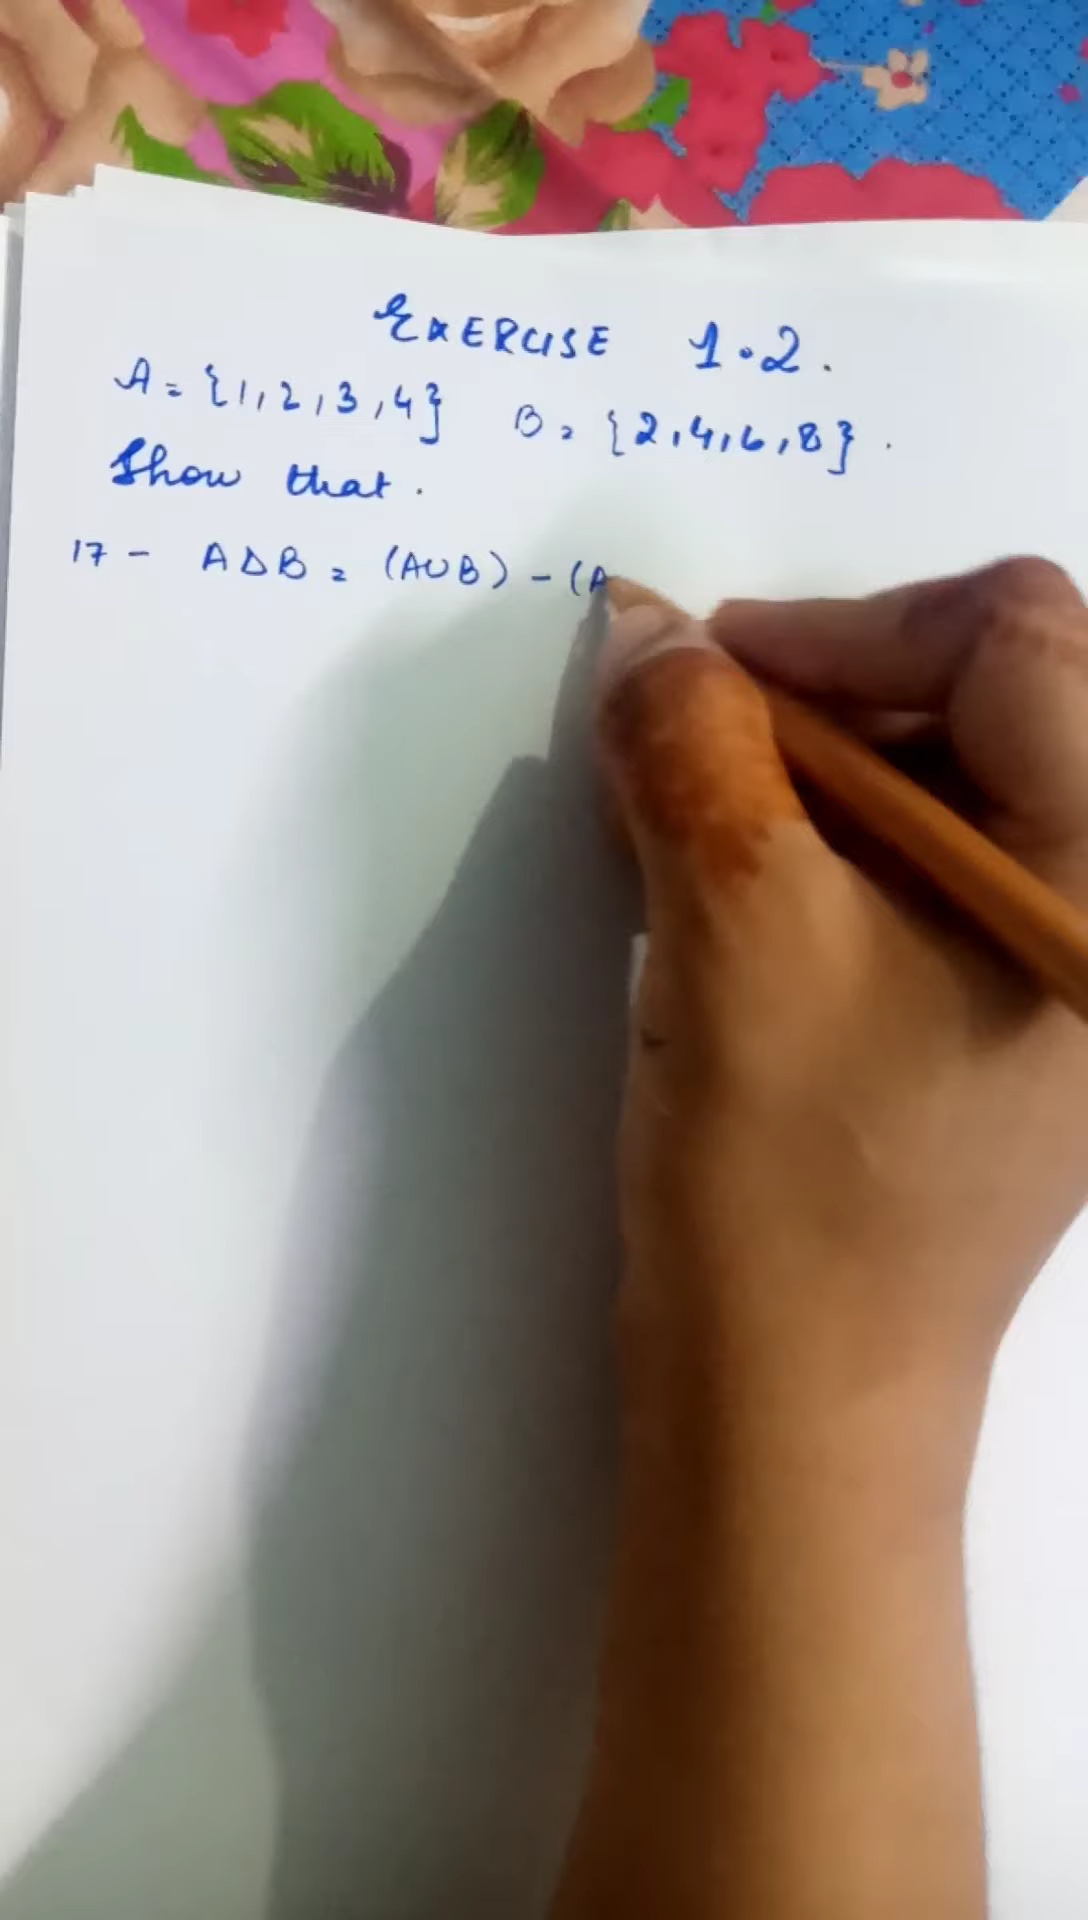 EXERCISE 1.2.
A = {1, 2, 3, 4} B = {2, 4, 6, 8}.
Show that.
17 - A Δ B = (A ∪ B) - (A